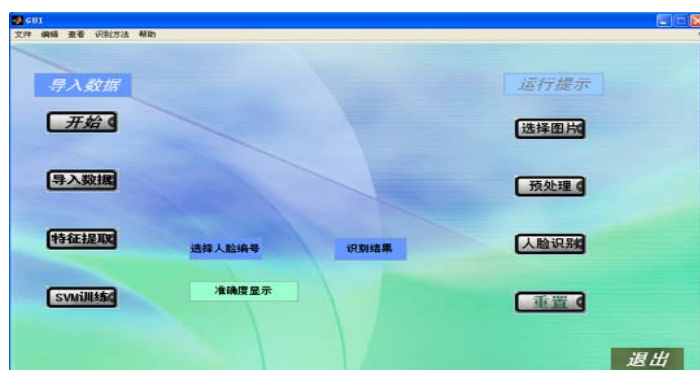 GUI
文件 编辑 查看 识别方法 帮助
导入数据
开始
导入数据
特征提取
SVM训练
选择人脸编号
识别结果
准确度显示
运行提示
选择图片
预处理
人脸识别
重置
退出